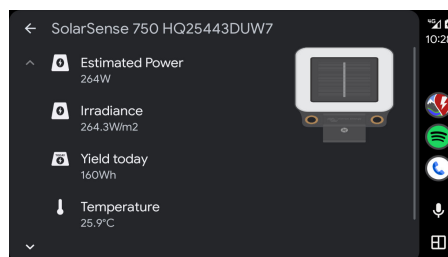 SolarSense 750 HQ25443DUW7
Estimated Power
264W
Irradiance
264.3W/m2
Yield today
160Wh
Temperature
25.9°C